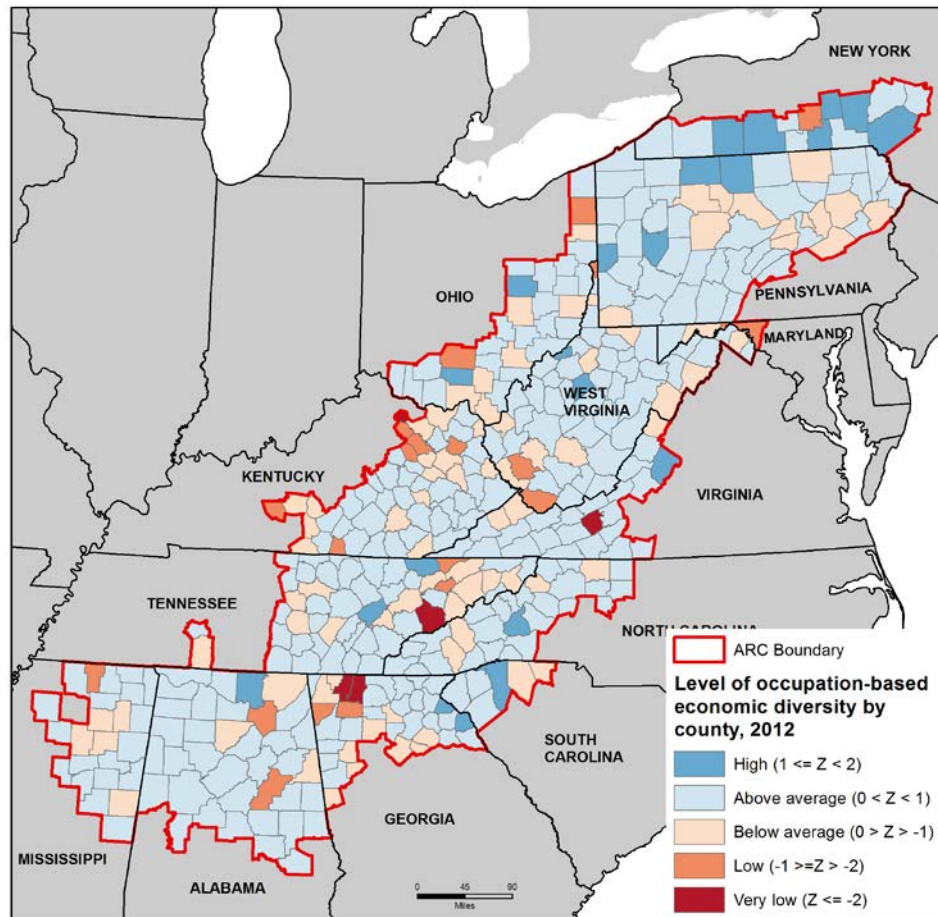 NEW YORK
PENNSYLVANIA
OHIO
MARYLAND
WEST
VIRGINIA
KENTUCKY
VIRGINIA
TENNESSEE
NORTH CAROLINA
SOUTH
CAROLINA
GEORGIA
MISSISSIPPI
ALABAMA
0 45 90
Miles
ARC Boundary
Level of occupation-based
economic diversity by
county, 2012
High (1 <= Z < 2)
Above average (0 < Z < 1)
Below average (0 > Z > -1)
Low (-1 >=Z > -2)
Very low (Z <= -2)